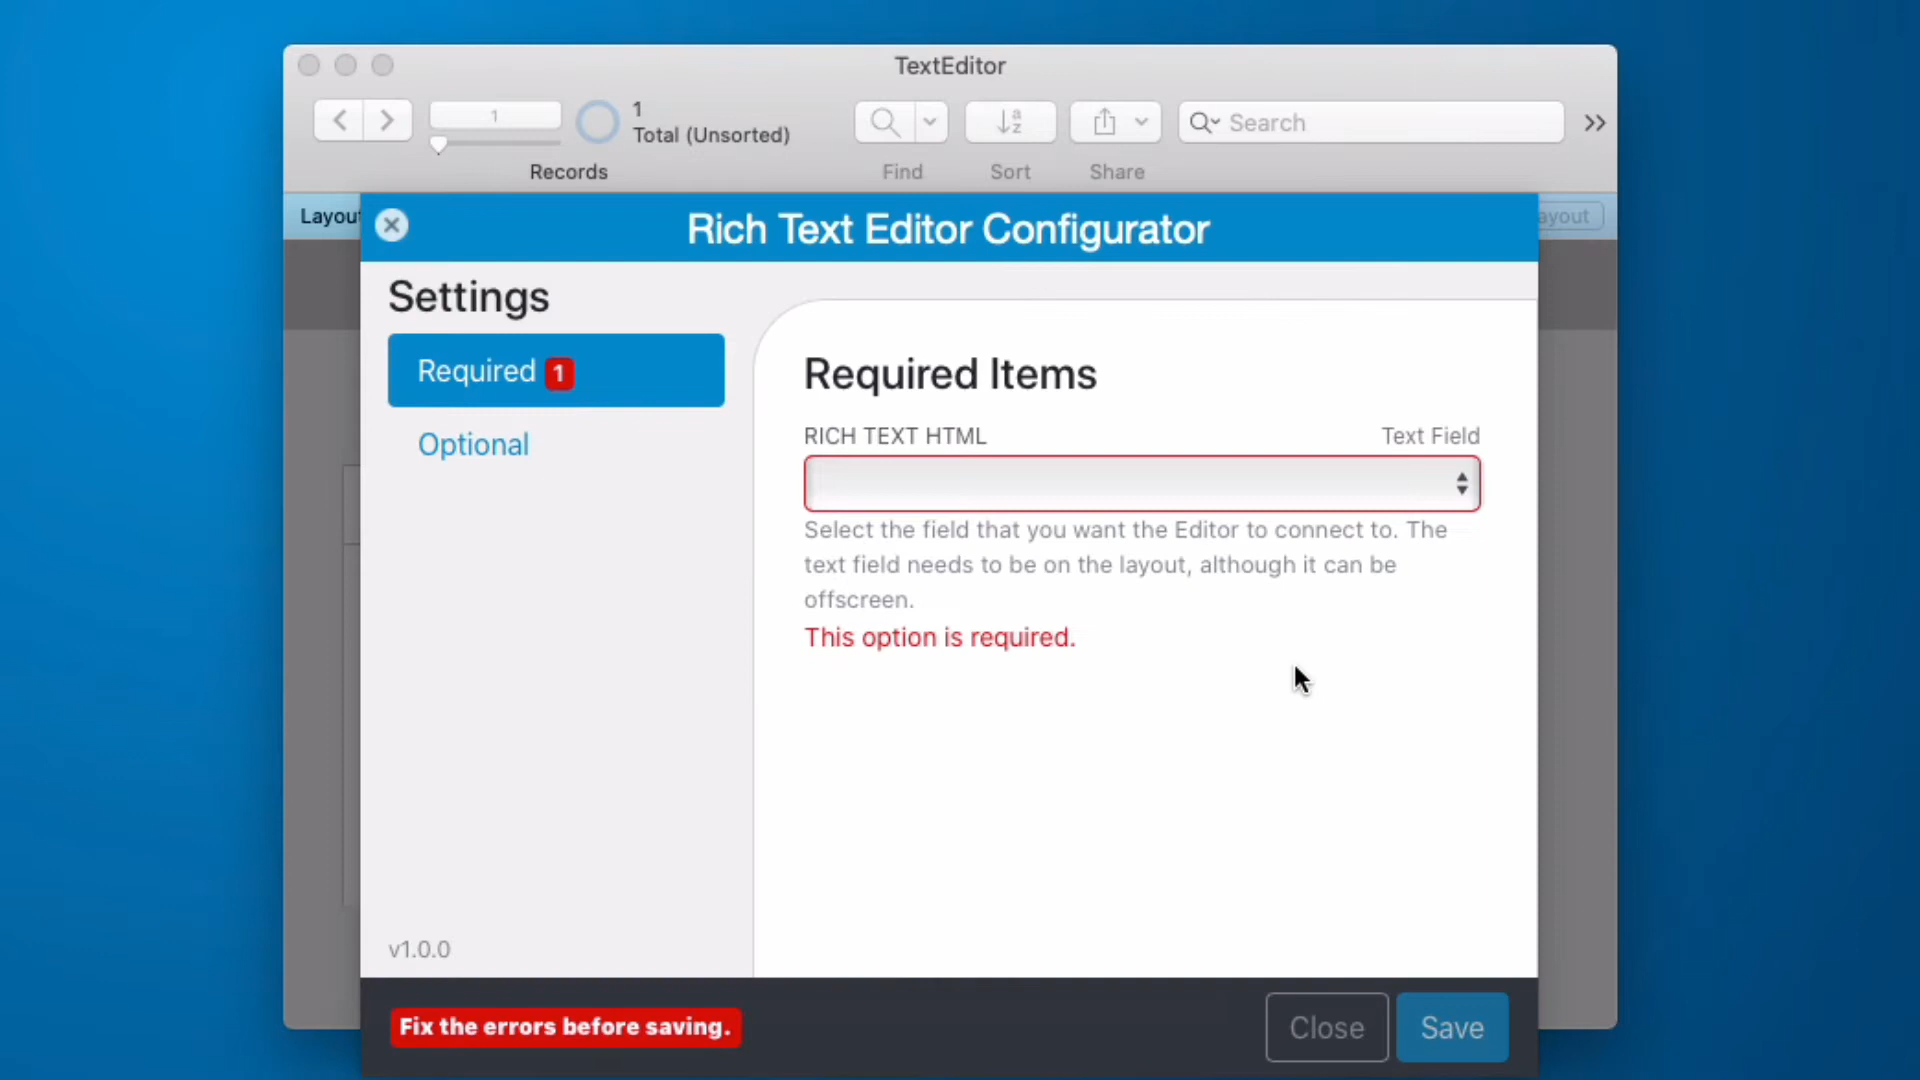 TextEditor
1
1
Total (Unsorted)
Search
Records
Find
Sort
Share
Layou
ayout
Rich Text Editor Configurator
Settings
Required 1
Optional
Required Items
RICH TEXT HTML
Text Field
Select the field that you want the Editor to connect to. The
text field needs to be on the layout, although it can be
offscreen.
This option is required.
v1.0.0
Fix the errors before saving.
Close
Save